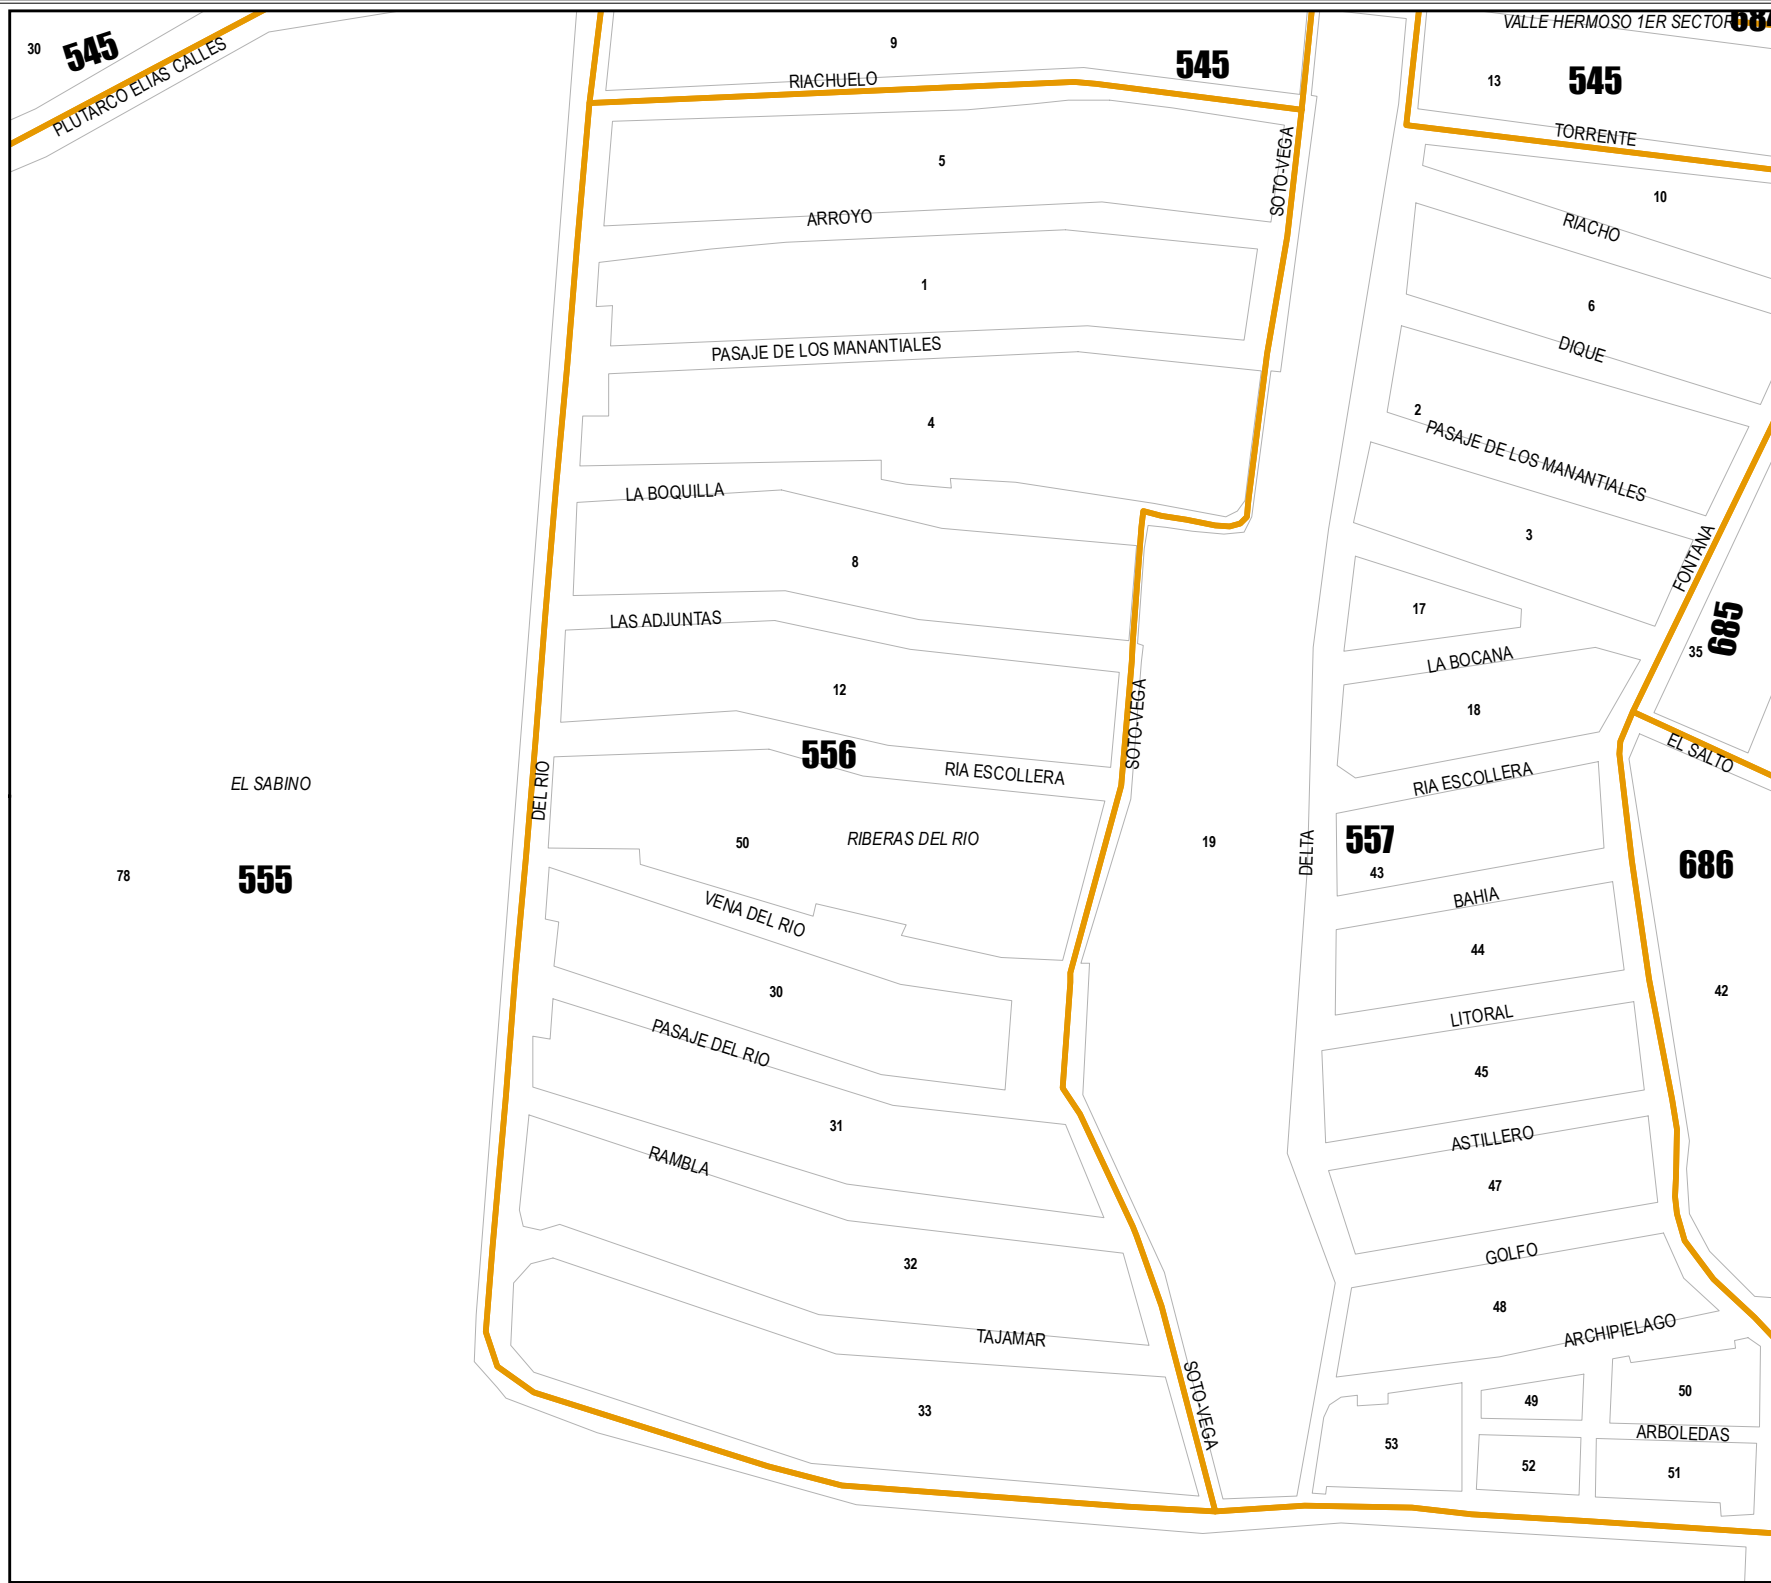 VALLE HERMOSO 1ER SECTOR
684
30
545
PLUTARCO ELIAS CALLES
9
RIACHUELO
545
13
545
TORRENTE
5
SOTO-VEGA
ARROYO
10
RIACHO
1
6
PASAJE DE LOS MANANTIALES
DIQUE
4
2
PASAJE DE LOS MANANTIALES
LA BOQUILLA
3
FONTANA
8
LAS ADJUNTAS
17
685
35
LA BOCANA
12
SOTO-VEGA
18
556
RIA ESCOLLERA
EL SALTO
RIA ESCOLLERA
EL SABINO
DEL RIO
50
RIBERAS DEL RIO
19
DELTA
557
43
686
78
555
VENA DEL RIO
BAHIA
44
30
42
PASAJE DEL RIO
LITORAL
45
31
ASTILLERO
RAMBLA
47
32
GOLFO
48
TAJAMAR
ARCHIPIELAGO
SOTO-VEGA
33
49
50
53
ARBOLEDAS
52
51